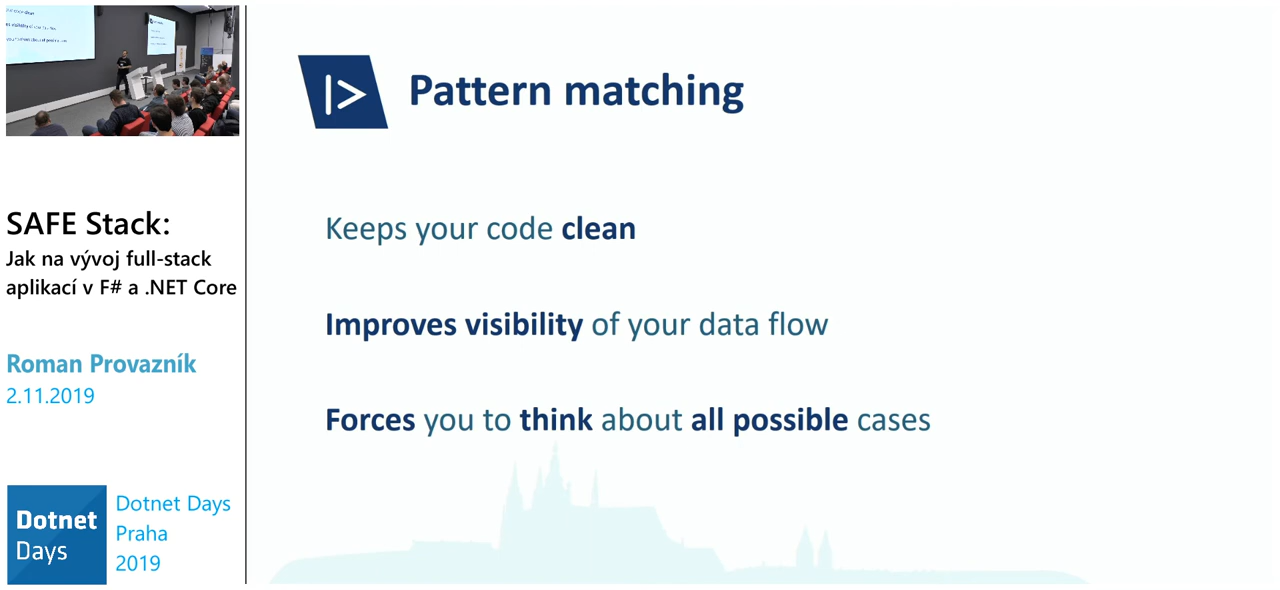 SAFE Stack:
Jak na vývoj full-stack
aplikací v F# a .NET Core
Roman Provazník
2.11.2019
Dotnet
Days
Dotnet Days
Praha
2019
|> Pattern matching
Keeps your code clean
Improves visibility of your data flow
Forces you to think about all possible cases